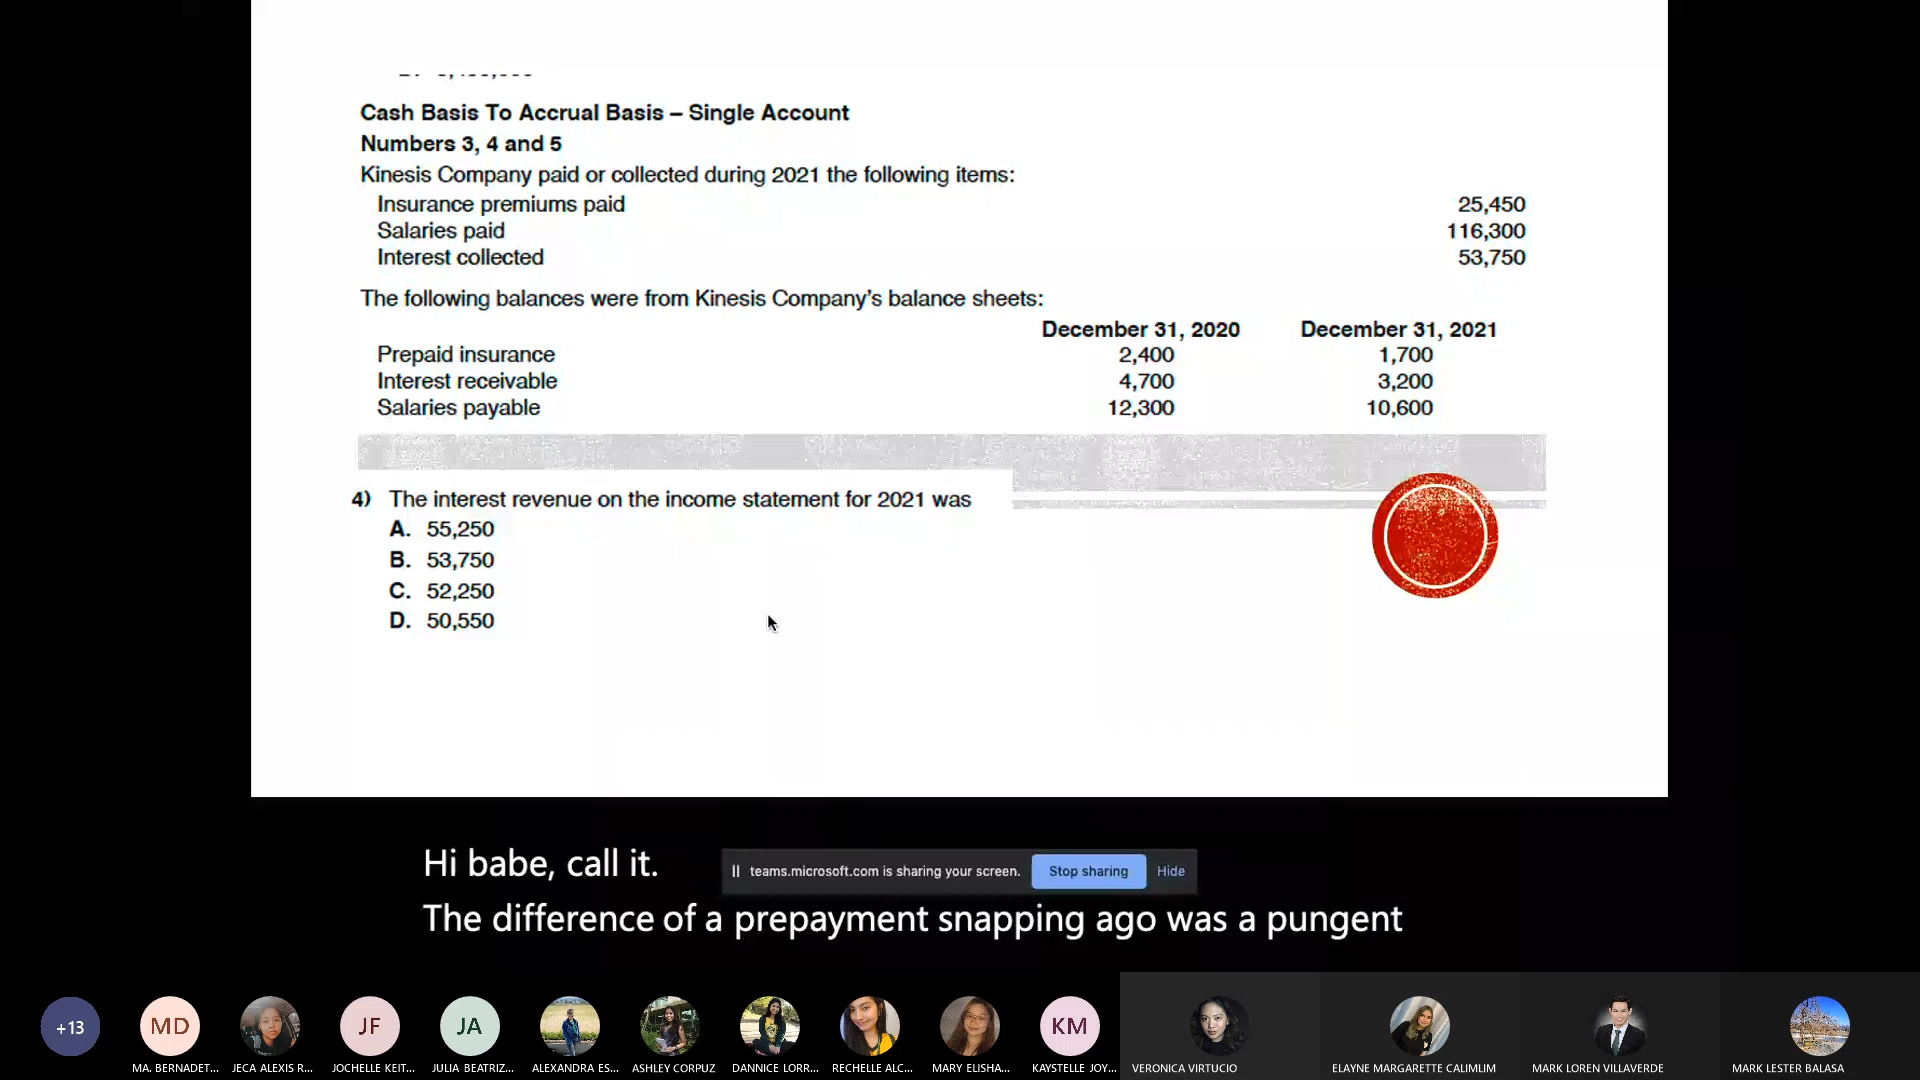 Cash Basis To Accrual Basis – Single Account
Numbers 3, 4 and 5
Kinesis Company paid or collected during 2021 the following items:
Insurance premiums paid 25,450
Salaries paid 116,300
Interest collected 53,750
The following balances were from Kinesis Company's balance sheets:
December 31, 2020 December 31, 2021
Prepaid insurance 2,400 1,700
Interest receivable 4,700 3,200
Salaries payable 12,300 10,600
4) The interest revenue on the income statement for 2021 was
A. 55,250
B. 53,750
C. 52,250
D. 50,550
Hi babe, call it.
teams.microsoft.com is sharing your screen. Stop sharing Hide
The difference of a prepayment snapping ago was a pungent
+13 MD JF JA KM
MA. BERNADET... JECA ALEXIS R... JOCHELLE KEIT... JULIA BEATRIZ... ALEXANDRA ES... ASHLEY CORPUZ DANNICE LORR... RECHELLE ALC... MARY ELISHA... KAYSTELLE JOY... VERONICA VIRTUCIO ELAYNE MARGARETTE CALIMLIM MARK LOREN VILLAVERDE MARK LESTER BALASA